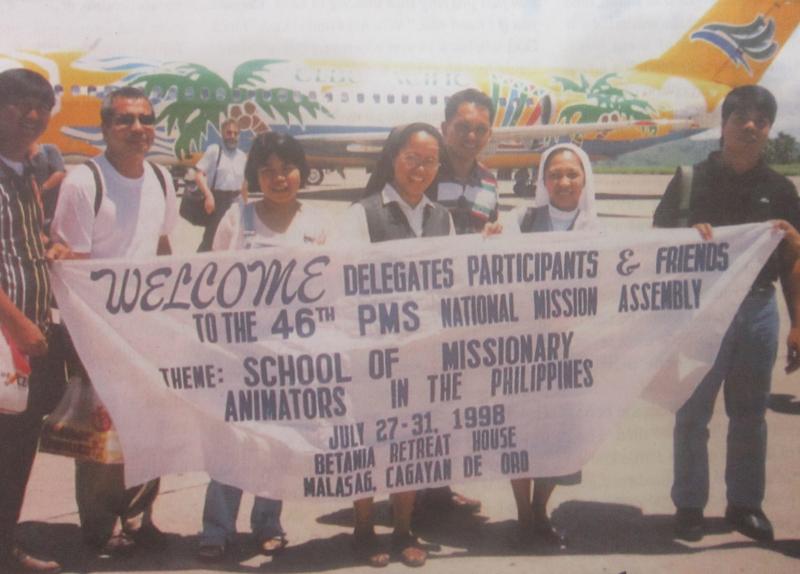 CEBU PACIFIC
WELCOME DELEGATES PARTICIPANTS & FRIENDS
TO THE 46TH PMS NATIONAL MISSION ASSEMBLY
THEME: SCHOOL OF MISSIONARY
ANIMATORS IN THE PHILIPPINES
JULY 27-31, 1998
BETANIA RETREAT HOUSE
MALASAG, CAGAYAN DE ORO